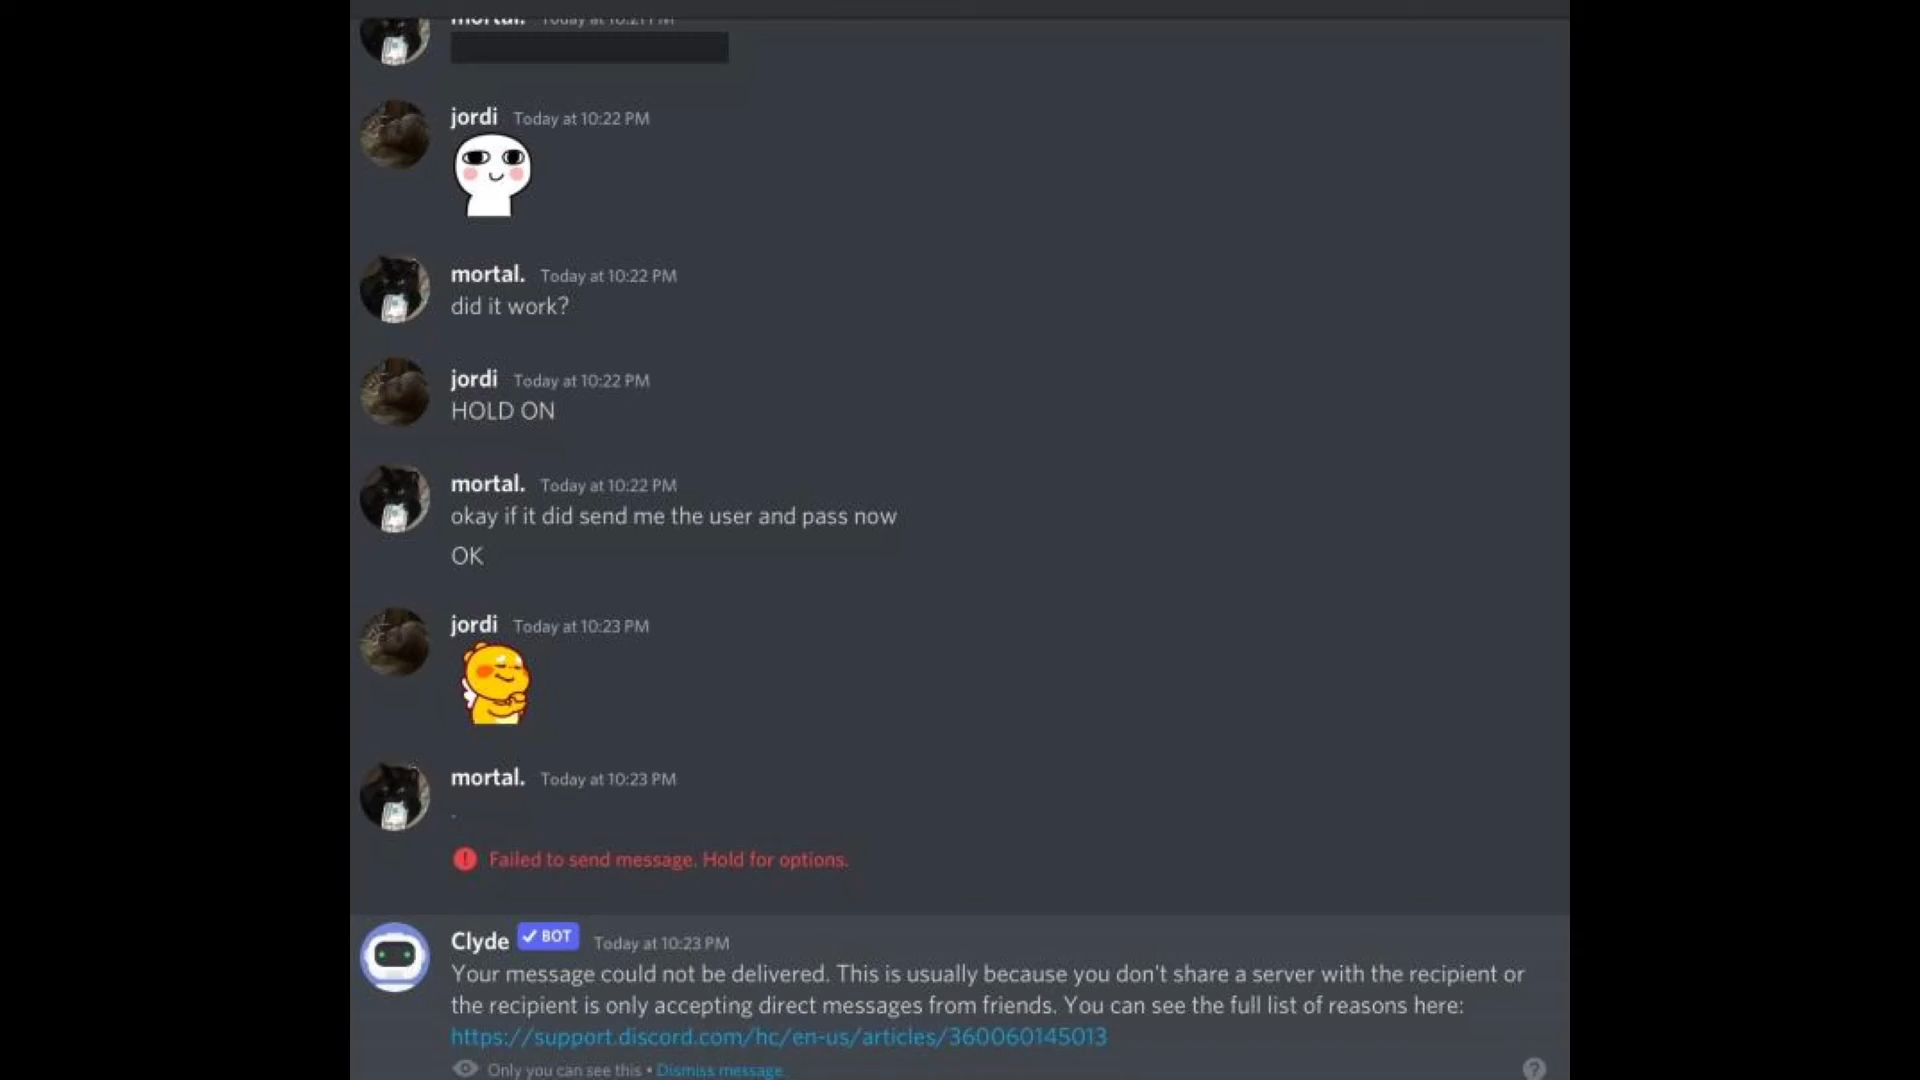 mortal. Today at 10:21 PM
jordi Today at 10:22 PM
mortal. Today at 10:22 PM
did it work?
jordi Today at 10:22 PM
HOLD ON
mortal. Today at 10:22 PM
okay if it did send me the user and pass now
OK
jordi Today at 10:23 PM
mortal. Today at 10:23 PM
.
! Failed to send message. Hold for options.
Clyde ✓ BOT Today at 10:23 PM
Your message could not be delivered. This is usually because you don't share a server with the recipient or
the recipient is only accepting direct messages from friends. You can see the full list of reasons here:
https://support.discord.com/hc/en-us/articles/360060145013
Only you can see this • Dismiss message.
?